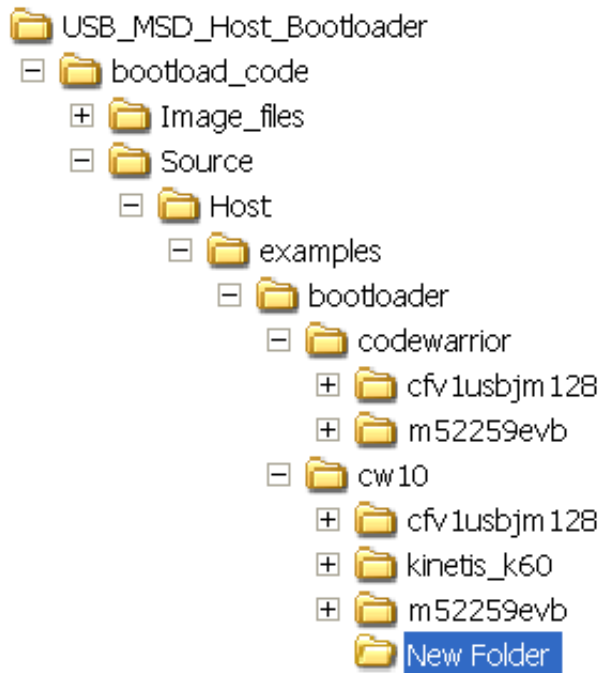 USB_MSD_Host_Bootloader
bootload_code
Image_files
Source
Host
examples
bootloader
codewarrior
cfv1usbjm128
m52259evb
cw10
cfv1usbjm128
kinetis_k60
m52259evb
New Folder